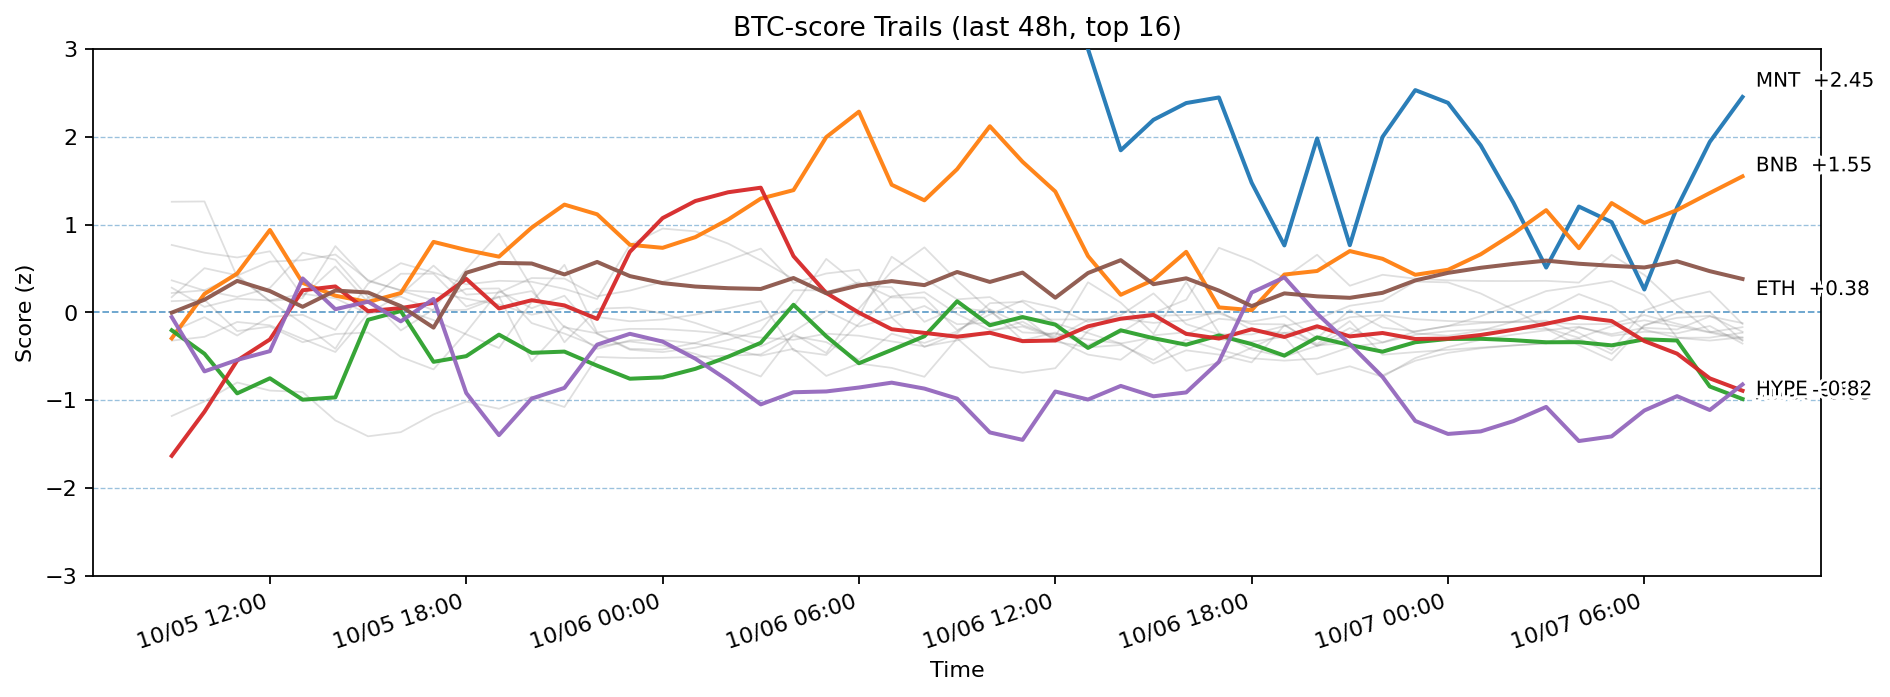 BTC-score Trails (last 48h, top 16)
Score (z)
3
2
1
0
−1
−2
−3
MNT +2.45
BNB +1.55
ETH +0.38
HYPE -0.82
10/05 12:00
10/05 18:00
10/06 00:00
10/06 06:00
10/06 12:00
10/06 18:00
10/07 00:00
10/07 06:00
Time